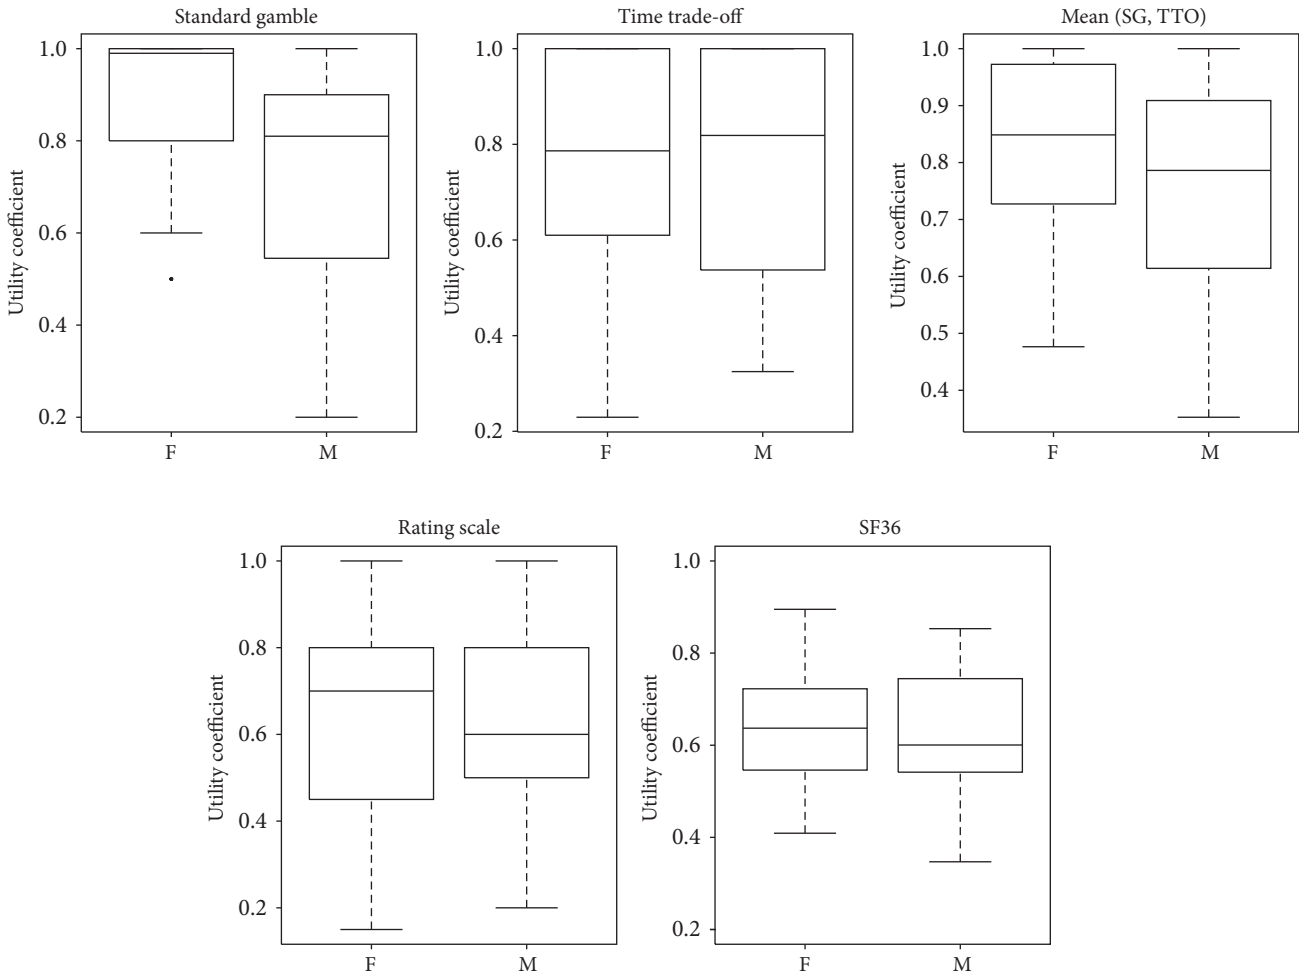 Standard gamble
Utility coefficient
1.0
0.8
0.6
0.4
0.2
F
M
Time trade-off
Utility coefficient
1.0
0.8
0.6
0.4
0.2
F
M
Mean (SG, TTO)
Utility coefficient
1.0
0.9
0.8
0.7
0.6
0.5
0.4
F
M
Rating scale
Utility coefficient
1.0
0.8
0.6
0.4
0.2
F
M
SF36
Utility coefficient
1.0
0.8
0.6
0.4
0.2
F
M